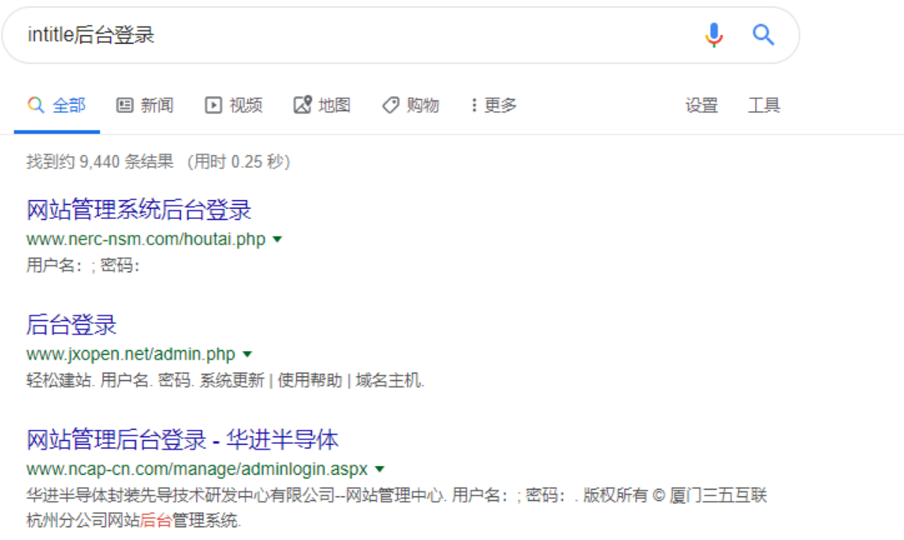 intitle后台登录
全部 新闻 视频 地图 购物 更多 设置 工具
找到约 9,440 条结果 （用时 0.25 秒）
网站管理系统后台登录
www.nerc-nsm.com/houtai.php
用户名：; 密码：
后台登录
www.jxopen.net/admin.php
轻松建站. 用户名. 密码. 系统更新 | 使用帮助 | 域名主机.
网站管理后台登录 - 华进半导体
www.ncap-cn.com/manage/adminlogin.aspx
华进半导体封装先导技术研发中心有限公司--网站管理中心. 用户名：; 密码：. 版权所有 © 厦门三五互联
杭州分公司网站后台管理系统.